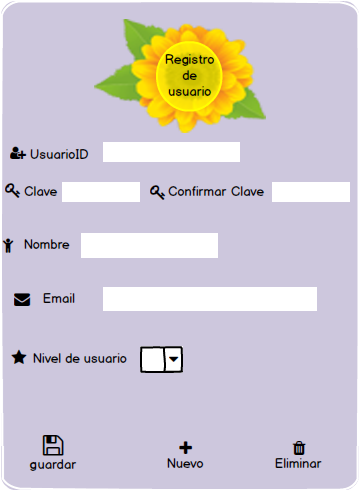 Registro
de
usuario
UsuarioID
Clave Confirmar Clave
Nombre
Email
Nivel de usuario
guardar Nuevo Eliminar